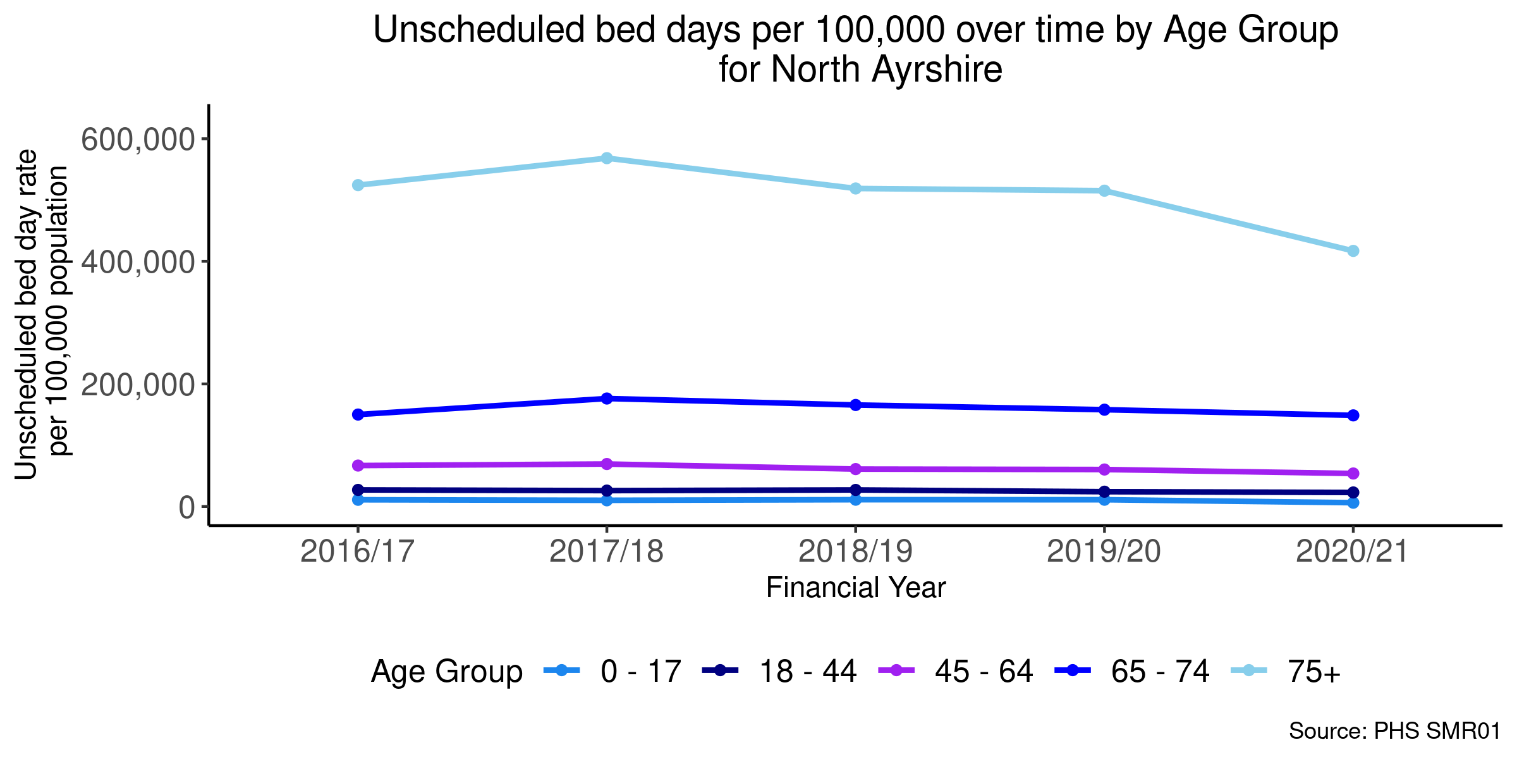 Unscheduled bed days per 100,000 over time by Age Group
for North Ayrshire
Unscheduled bed day rate
per 100,000 population
600,000
400,000
200,000
0
2016/17 2017/18 2018/19 2019/20 2020/21
Financial Year
Age Group 0 - 17 18 - 44 45 - 64 65 - 74 75+
Source: PHS SMR01